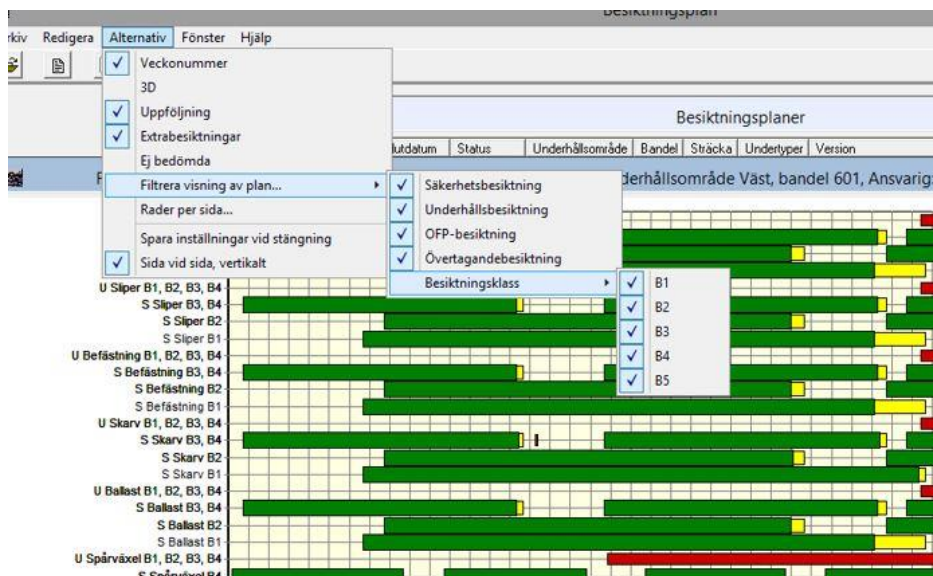 Besiktningsplan
Redigera Alternativ Fönster Hjälp
Veckonummer
3D
Uppföljning
Extrabesiktningar
Ej bedömda
Filtrera visning av plan...
Rader per sida...
Spara inställningar vid stängning
Sida vid sida, vertikalt
Säkerhetsbesiktning
Underhållsbesiktning
OFP-besiktning
Övertagandebesiktning
Besiktningsklass
B1
B2
B3
B4
B5
Besiktningsplaner
Status Underhållsområde Bandel Sträcka Undertyper Version
Väst, bandel 601, Ansvarig:
U Sliper B1, B2, B3, B4
S Sliper B3, B4
S Sliper B2
S Sliper B1
U Befästning B1, B2, B3, B4
S Befästning B3, B4
S Befästning B2
S Befästning B1
U Skarv B1, B2, B3, B4
S Skarv B3, B4
S Skarv B2
S Skarv B1
U Ballast B1, B2, B3, B4
S Ballast B3, B4
S Ballast B2
S Ballast B1
U Spårväxel B1, B2, B3, B4
S Spårväxel B4